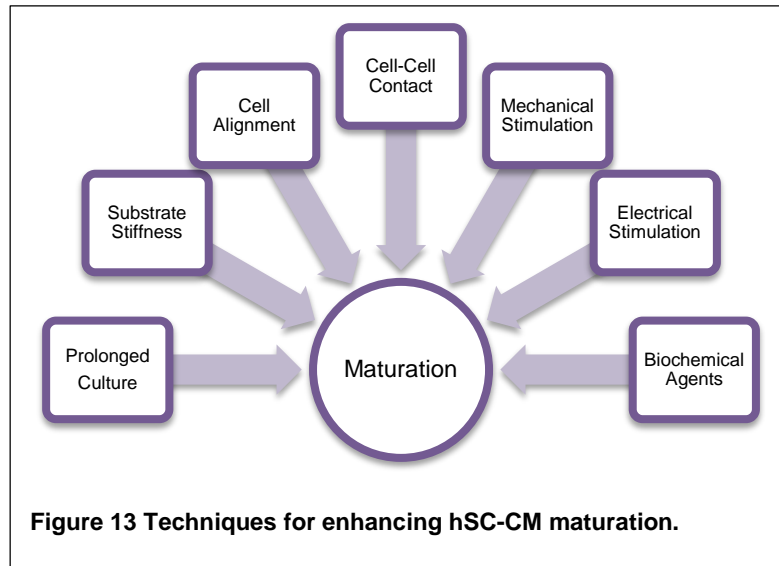 Cell-Cell
Contact
Cell
Alignment
Mechanical
Stimulation
Substrate
Stiffness
Electrical
Stimulation
Prolonged
Culture
Maturation
Biochemical
Agents
Figure 13 Techniques for enhancing hSC-CM maturation.